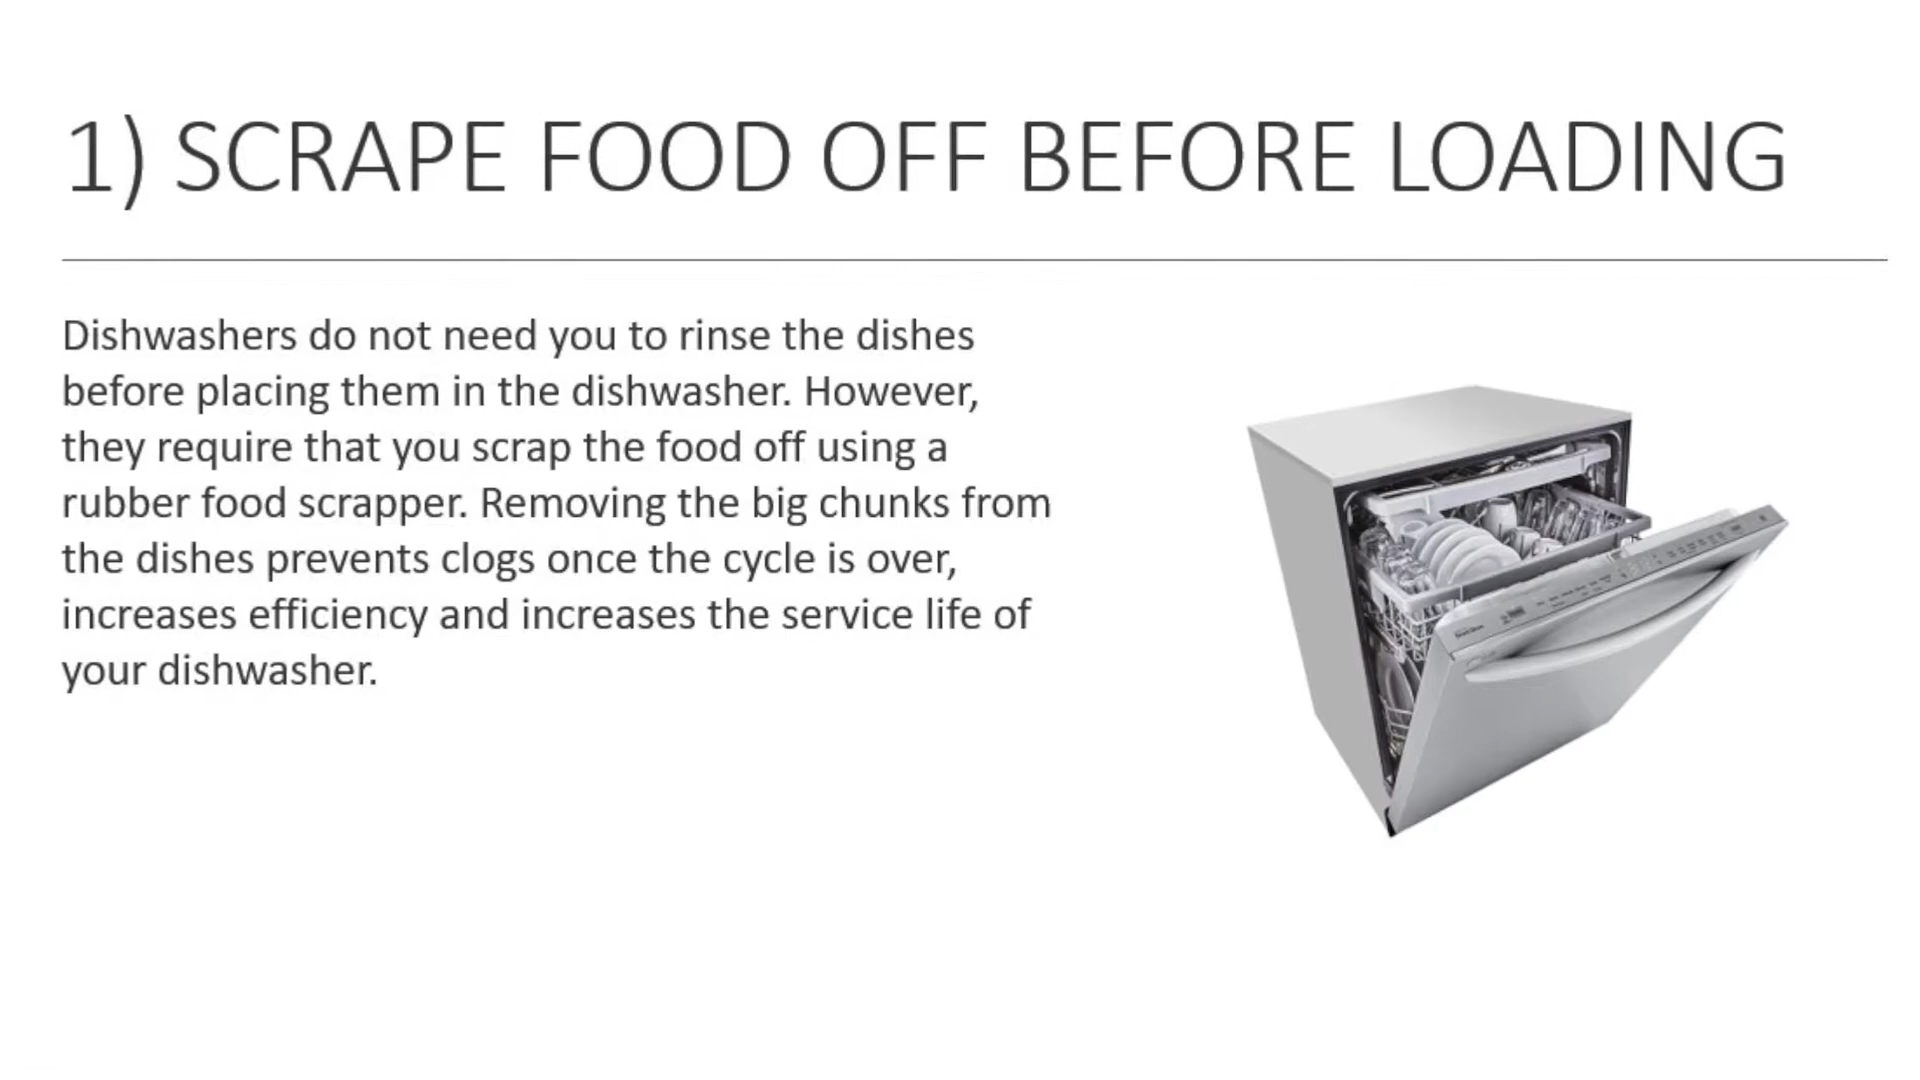 1) SCRAPE FOOD OFF BEFORE LOADING
Dishwashers do not need you to rinse the dishes
before placing them in the dishwasher. However,
they require that you scrap the food off using a
rubber food scrapper. Removing the big chunks from
the dishes prevents clogs once the cycle is over,
increases efficiency and increases the service life of
your dishwasher.